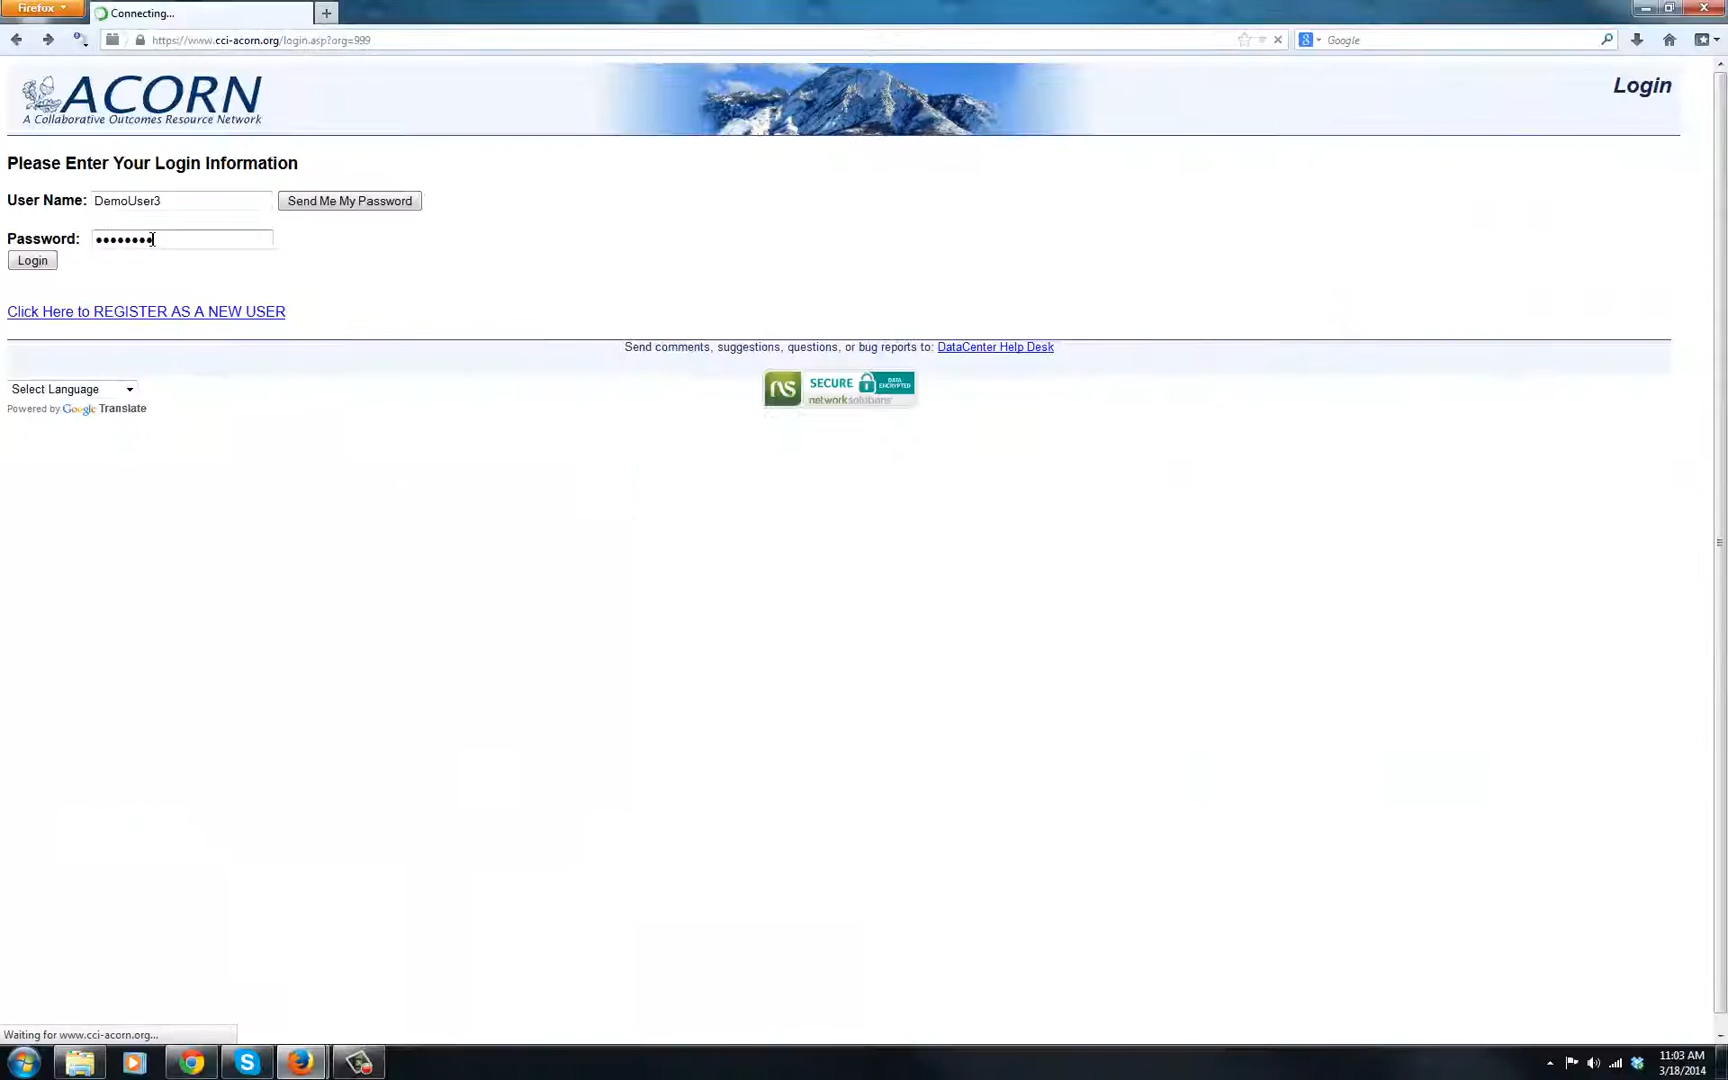 Firefox
Connecting...
https://www.cci-acorn.org/login.asp?org=999
Google
ACORN
A Collaborative Outcomes Resource Network
Login
Please Enter Your Login Information
User Name: DemoUser3 Send Me My Password
Password: ••••••••
Login
Click Here to REGISTER AS A NEW USER
Send comments, suggestions, questions, or bug reports to: DataCenter Help Desk
Select Language
Powered by Google Translate
SECURE DATA ENCRYPTED
networksolutions
Waiting for www.cci-acorn.org...
11:03 AM
3/18/2014